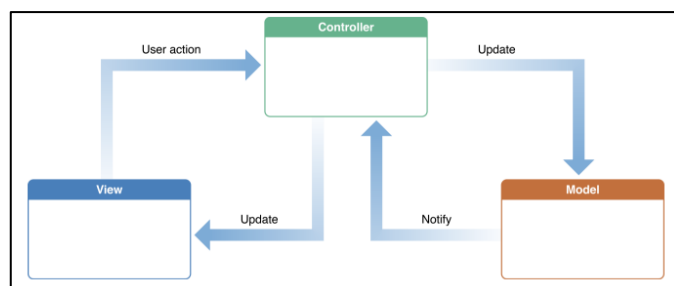 Controller
User action
Update
View
Update
Notify
Model